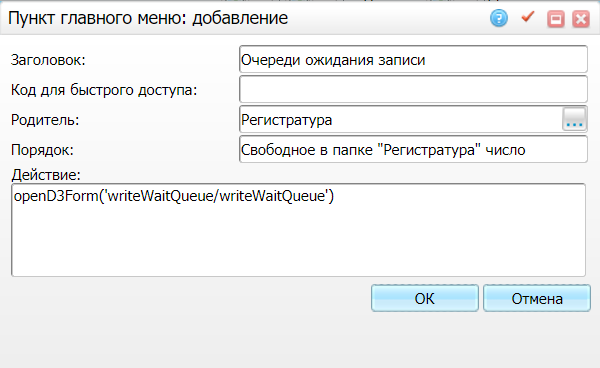 Пункт главного меню: добавление
Заголовок: Очереди ожидания записи
Код для быстрого доступа:
Родитель: Регистратура ...
Порядок: Свободное в папке "Регистратура" число
Действие:
openD3Form('writeWaitQueue/writeWaitQueue')
ОК Отмена